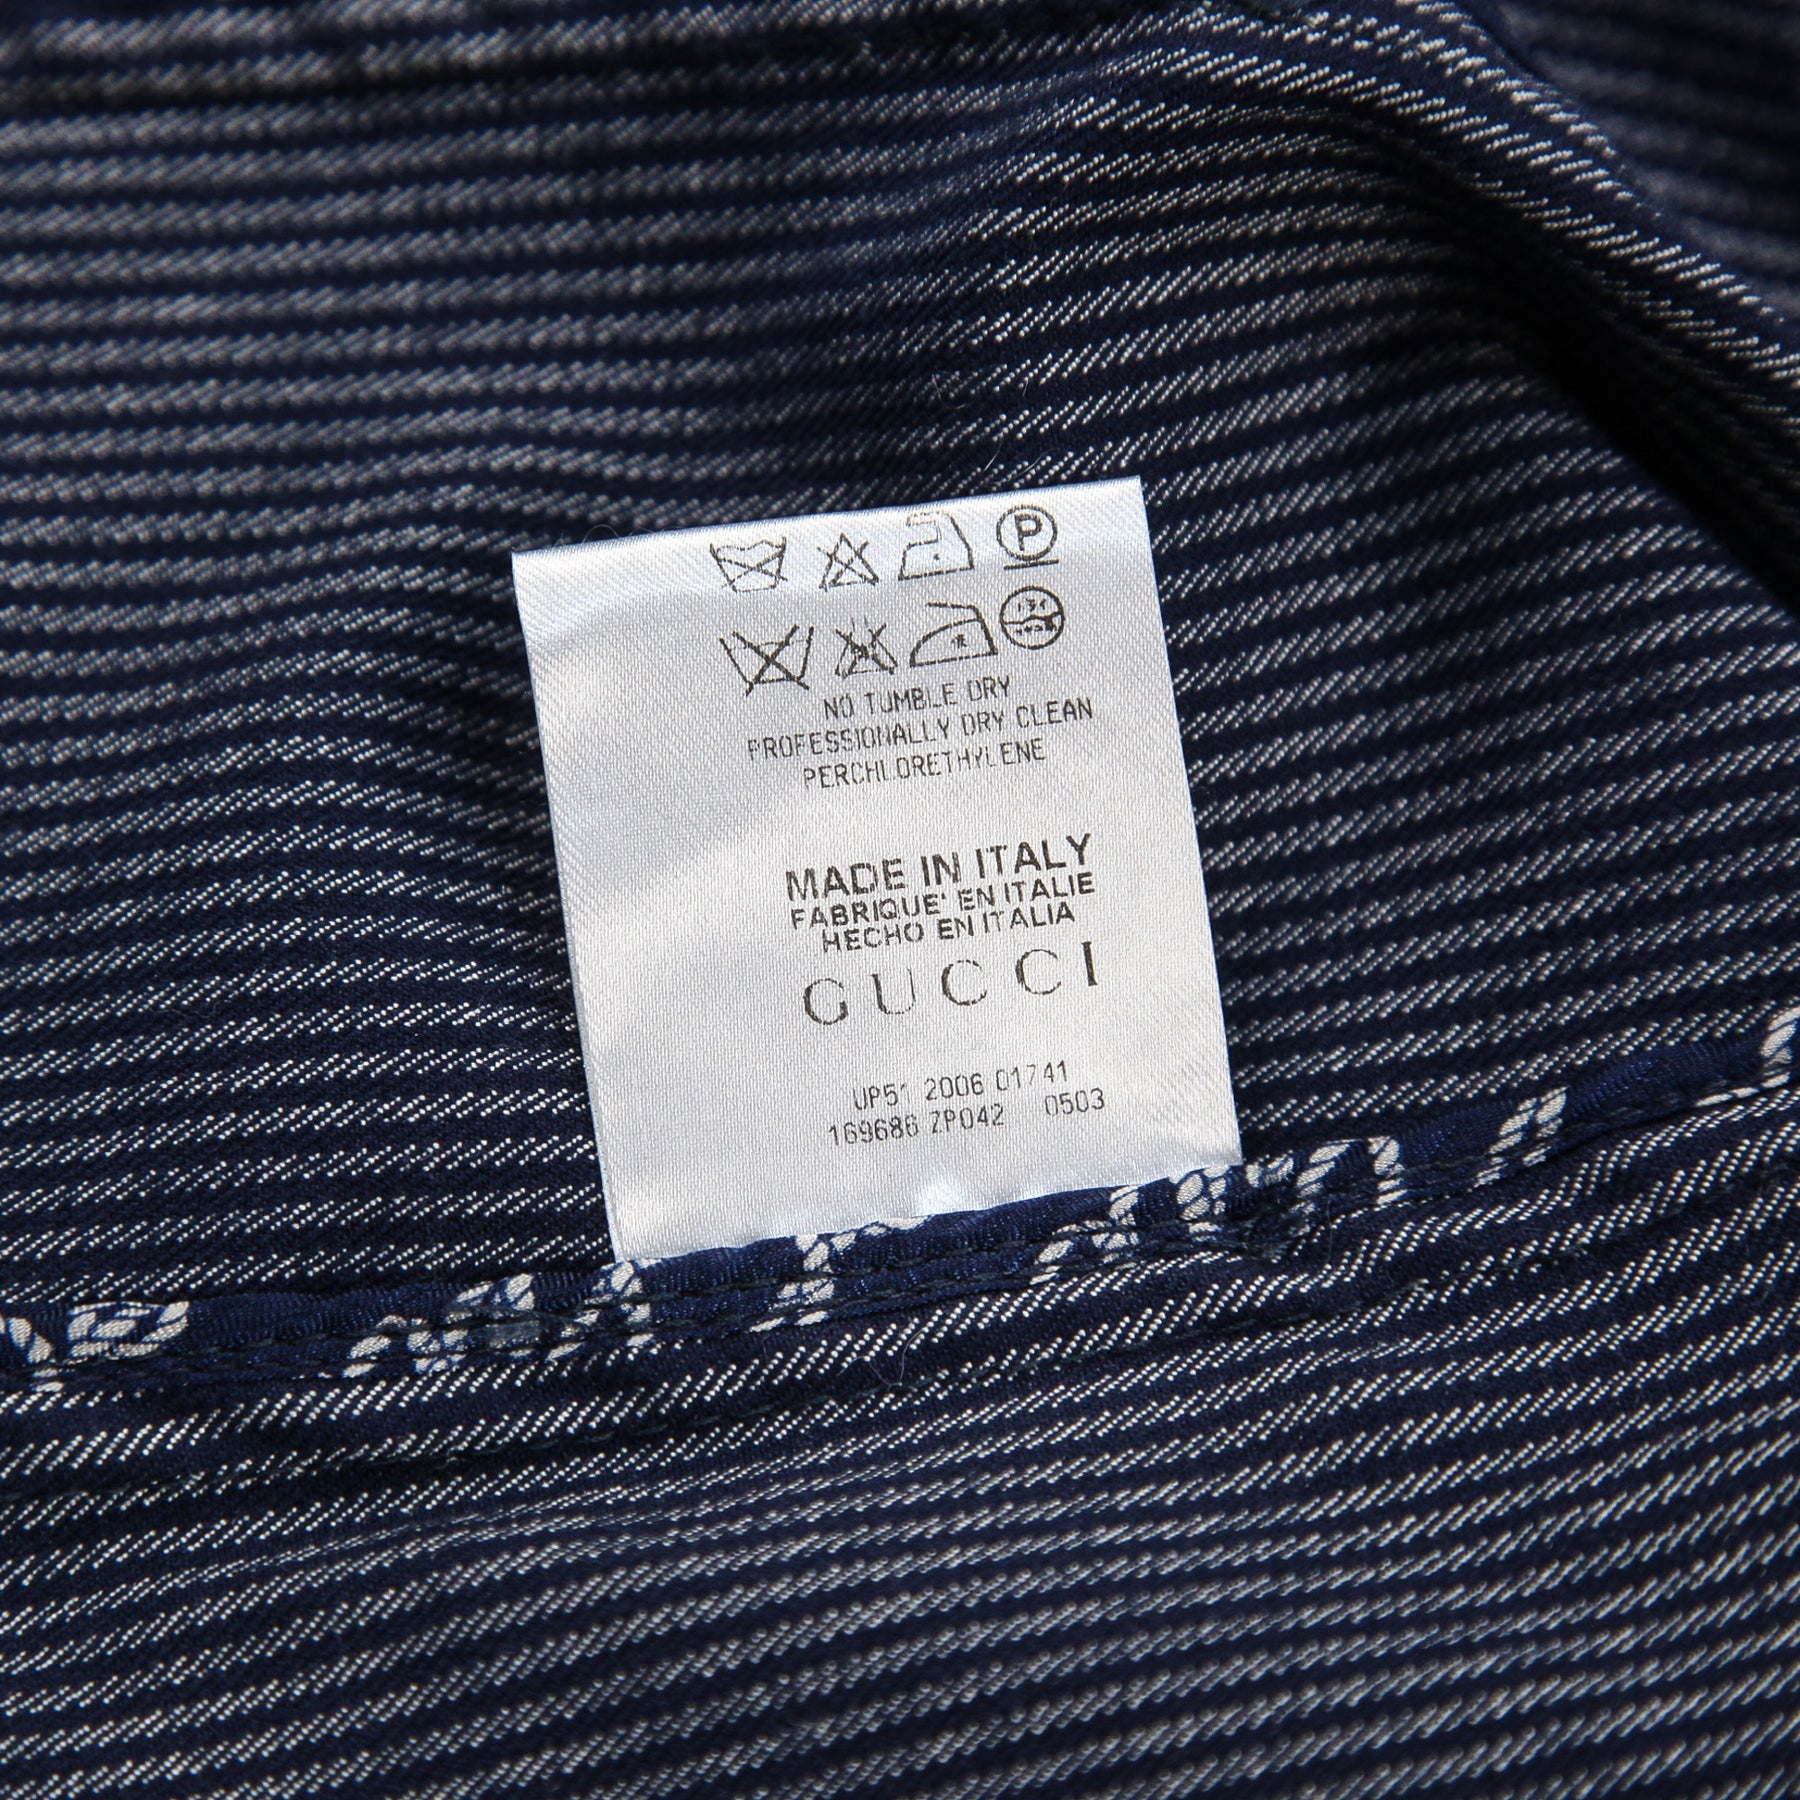 P
NO TUMBLE DRY
PROFESSIONALLY DRY CLEAN
PERCHLORETHYLENE
MADE IN ITALY
FABRIQUE' EN ITALIE
HECHO EN ITALIA
GUCCI
UP51 2006 01741
169686 ZP042 0503